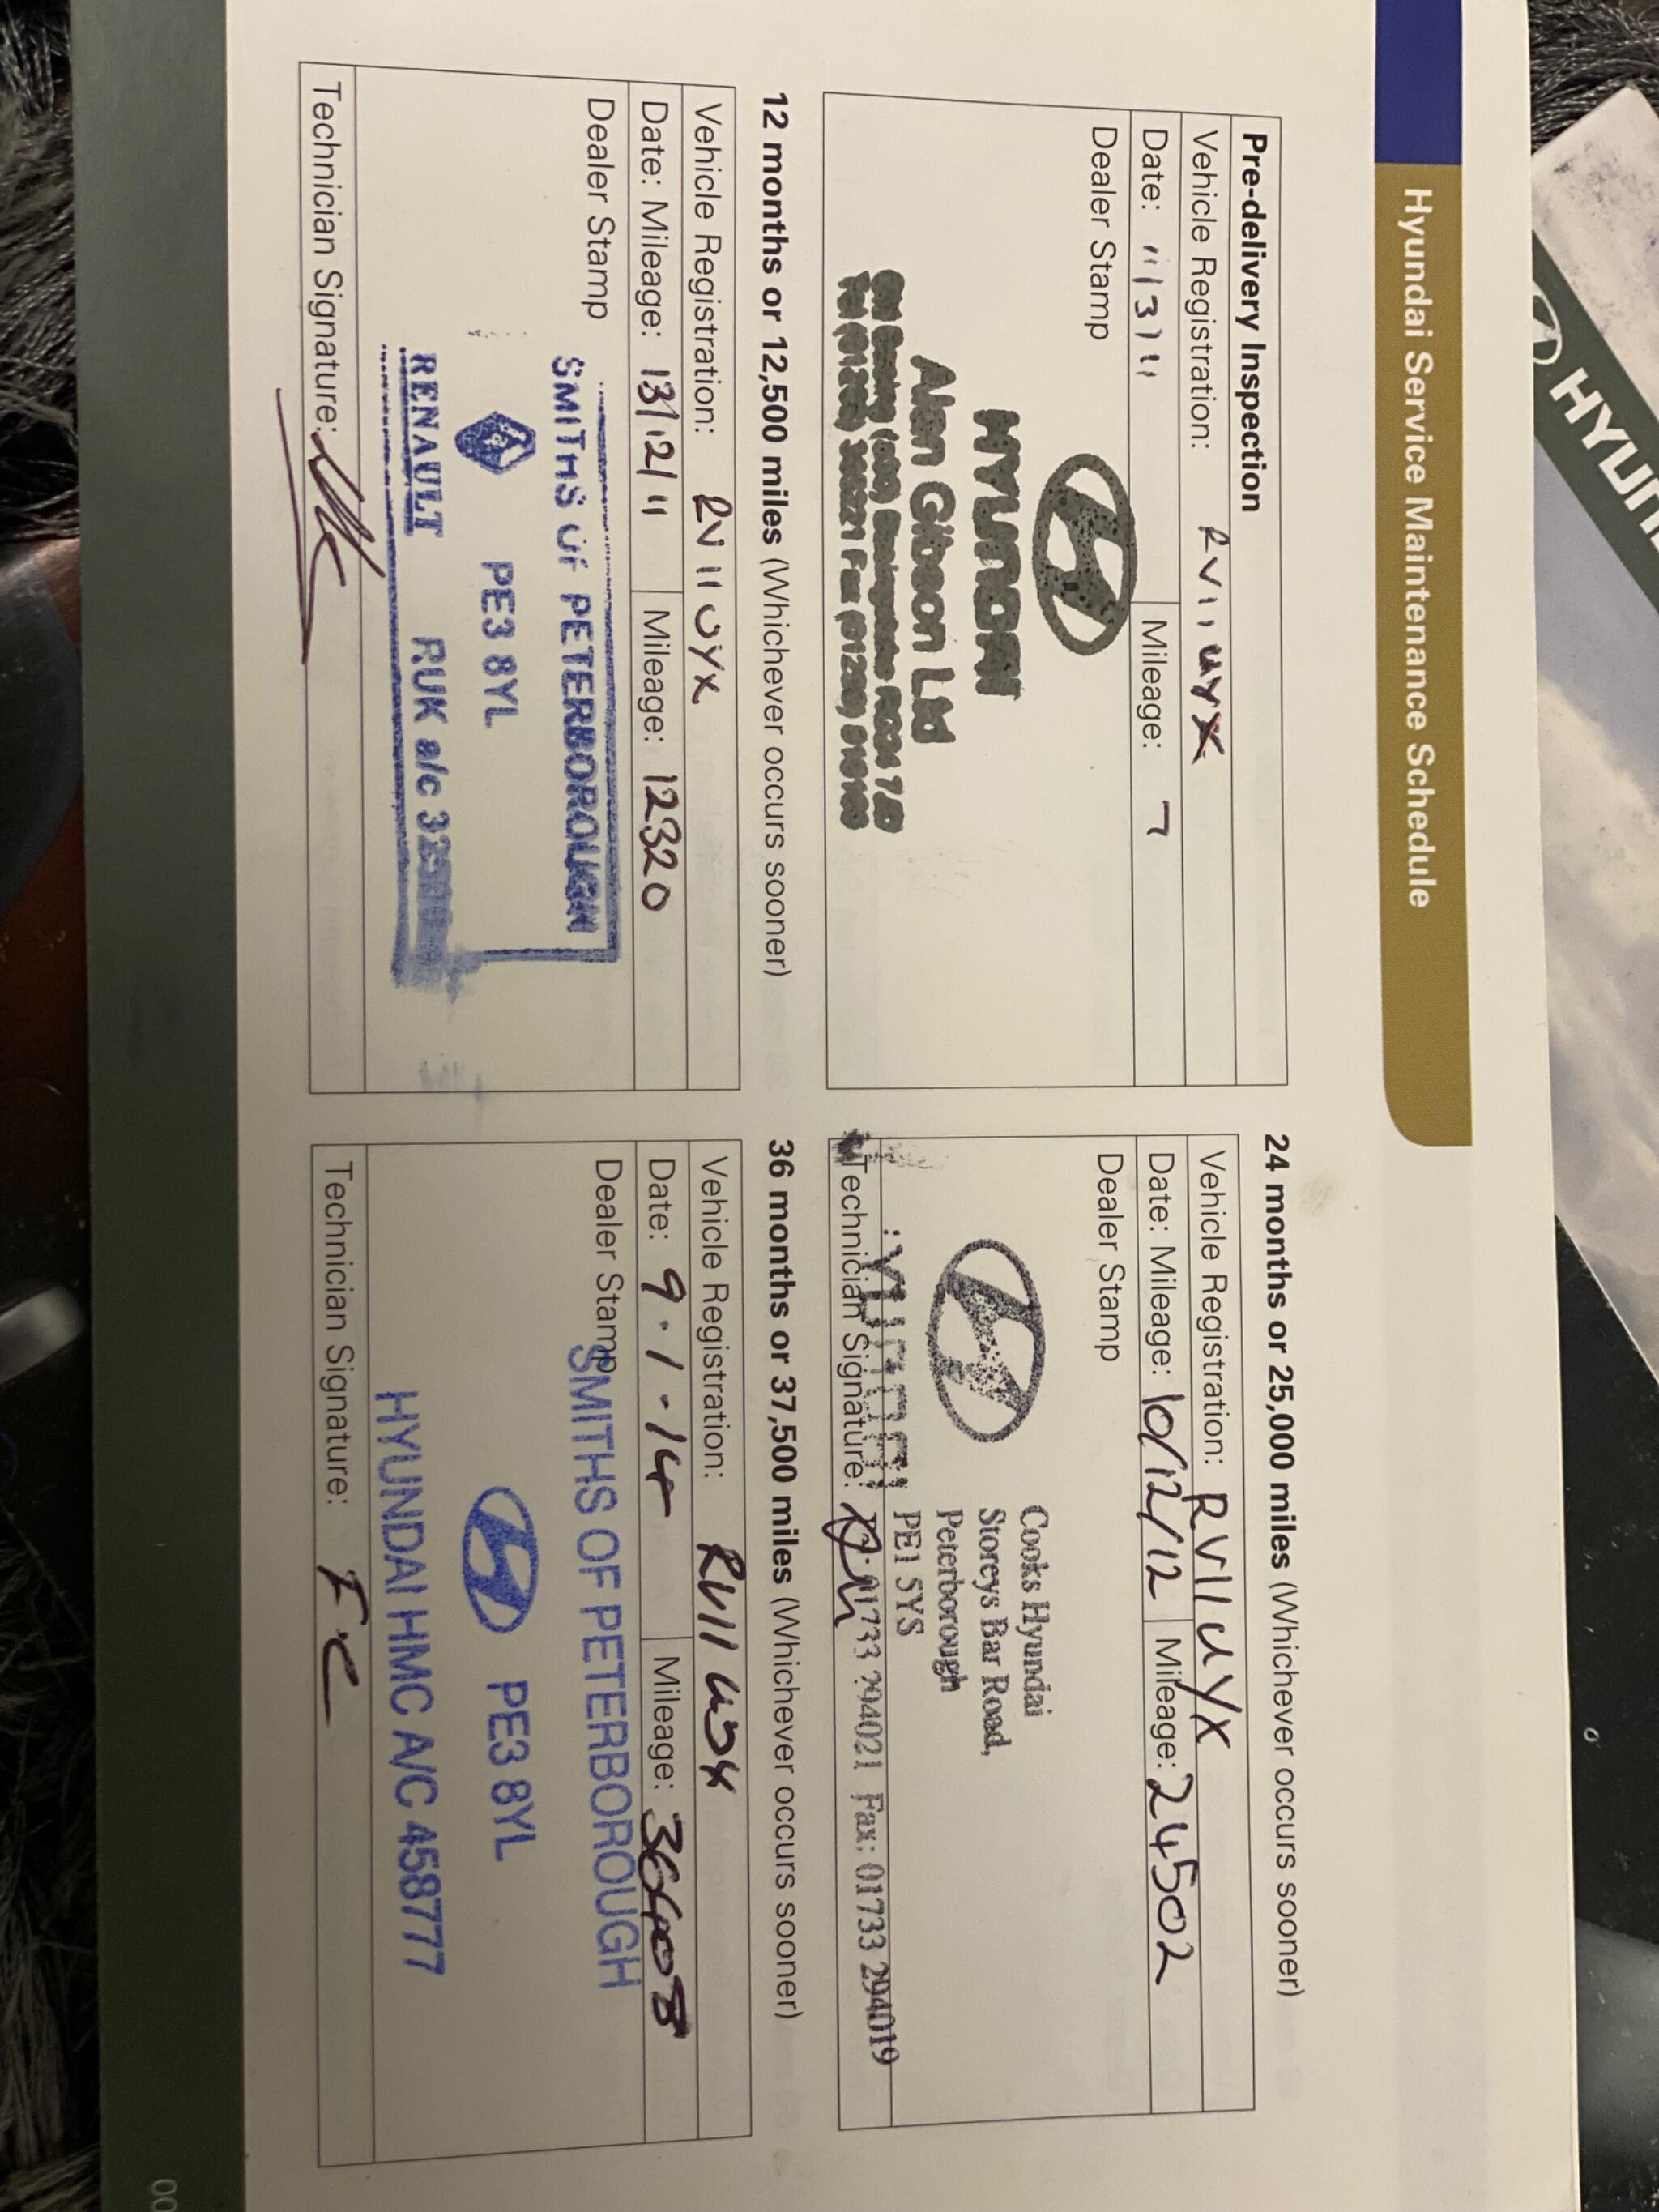 Hyundai Service Maintenance Schedule
Pre-delivery Inspection
Vehicle Registration: RV11 UYX
Date: 11/3/11 Mileage: 7
Dealer Stamp
HYUNDAI
Alan Gibson Ltd
12 months or 12,500 miles (Whichever occurs sooner)
Vehicle Registration: RV11 UYX
Date: Mileage: 13/12/11 Mileage: 12320
Dealer Stamp
SMITHS OF PETERBOROUGH
PE3 8YL
RENAULT RUK a/c
Technician Signature:
24 months or 25,000 miles (Whichever occurs sooner)
Vehicle Registration: RV11UYX
Date: Mileage: 10/12/12 Mileage: 24502
Dealer Stamp
Cooks Hyundai
Storeys Bar Road,
Peterborough
PE1 5YS
01733 294021 Fax: 01733 294019
Technician Signature:
36 months or 37,500 miles (Whichever occurs sooner)
Vehicle Registration: RV11
Date: 9.1.14 Mileage:
Dealer Stamp
SMITHS OF PETERBOROUGH
PE3 8YL
HYUNDAI HMC A/C 458777
Technician Signature:
HYUN
00